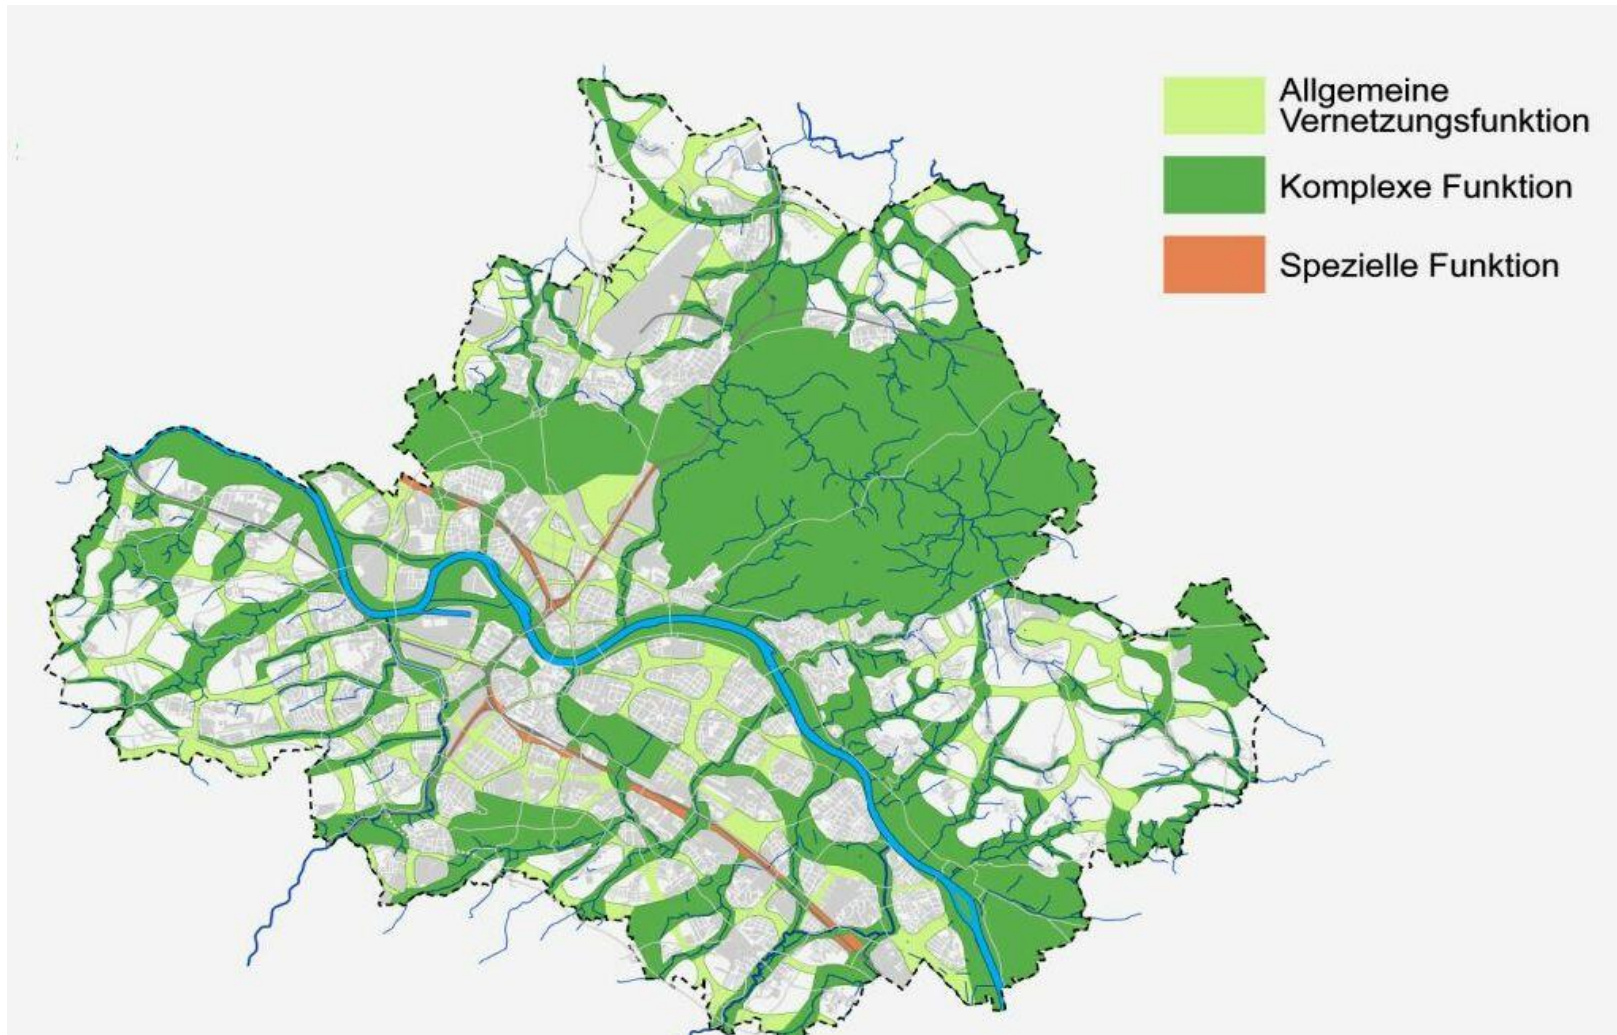 Allgemeine
Vernetzungsfunktion
Komplexe Funktion
Spezielle Funktion